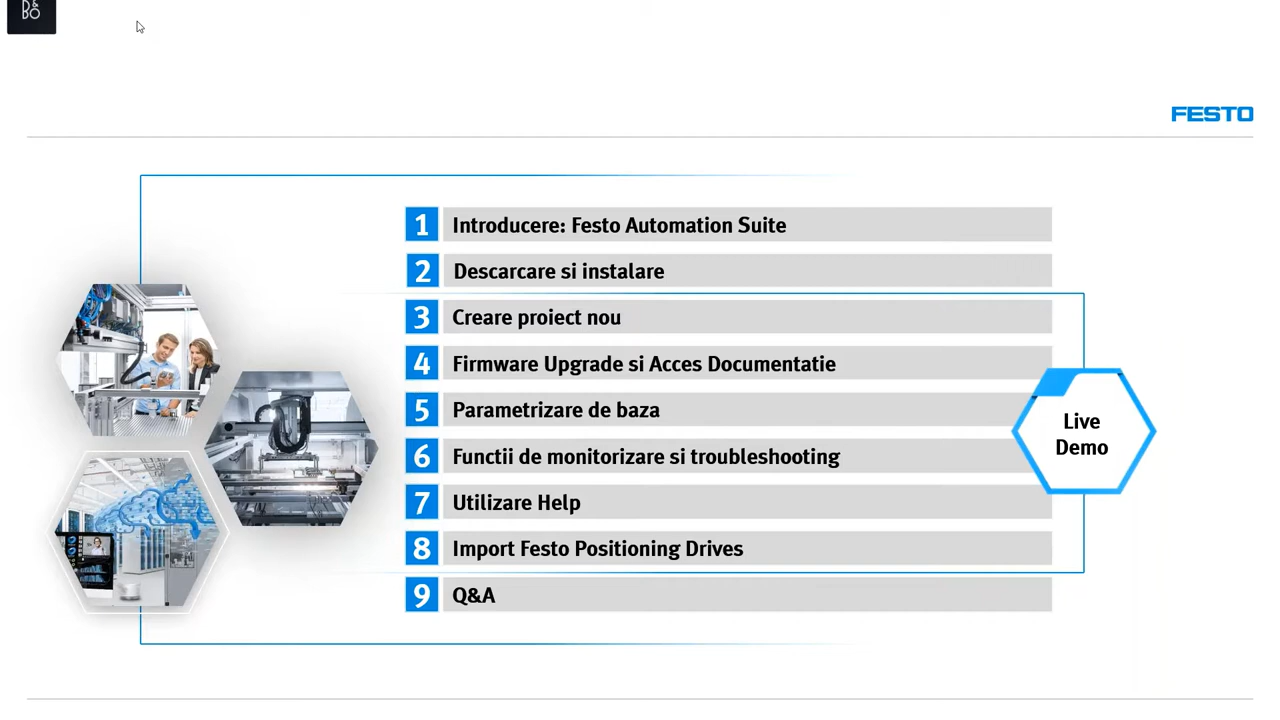 B&
BO
FESTO
1 Introducere: Festo Automation Suite
2 Descarcare si instalare
3 Creare proiect nou
4 Firmware Upgrade si Acces Documentatie
5 Parametrizare de baza
6 Functii de monitorizare si troubleshooting
7 Utilizare Help
8 Import Festo Positioning Drives
9 Q&A
Live
Demo